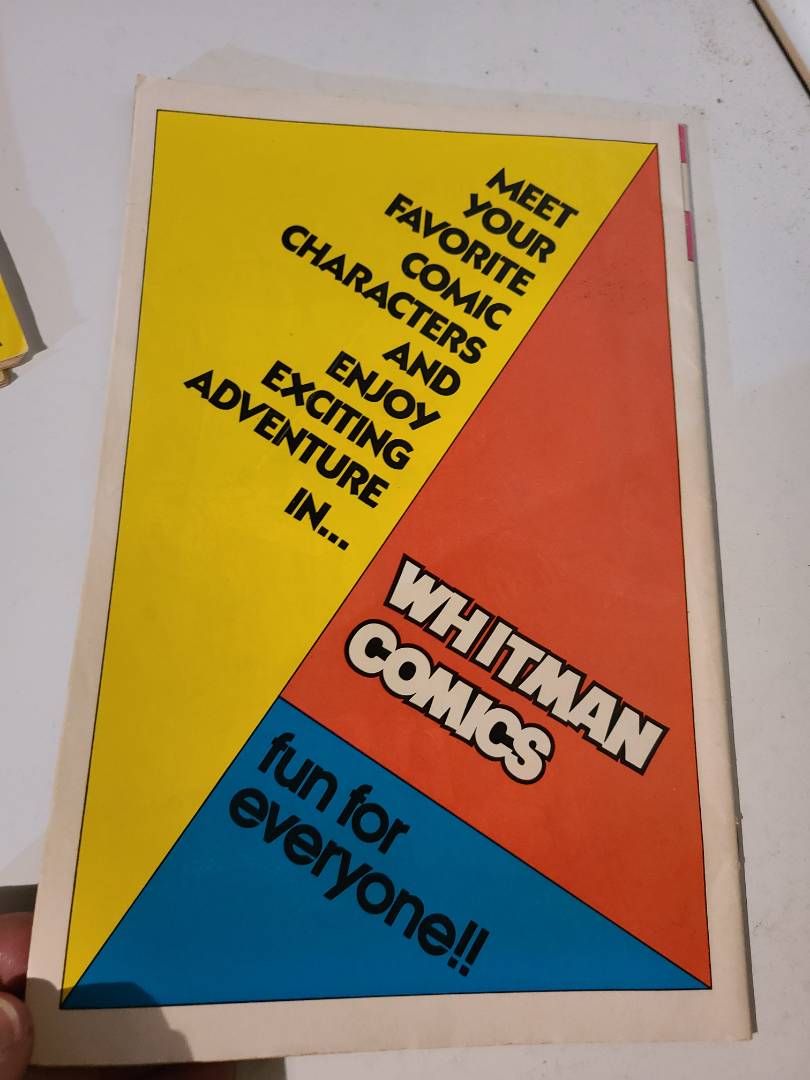 MEET
YOUR
FAVORITE
COMIC
CHARACTERS
AND
ENJOY
EXCITING
ADVENTURE
IN...
WHITMAN
COMICS
fun for
everyone!!